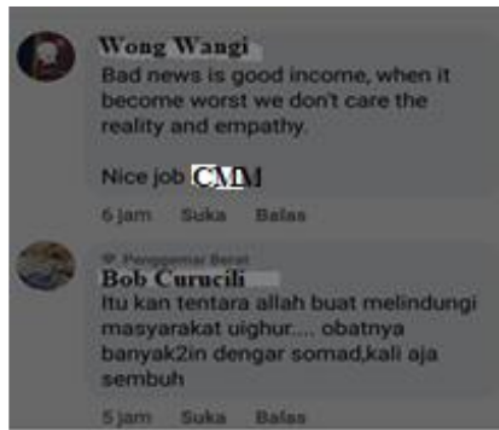 Wong Wangi
Bad news is good income, when it
become worst we don't care the
reality and empathy.
Nice job CMM
6 jam Suka Balas
Penggemar Berat
Bob Curucili
Itu kan tentara allah buat melindungi
masyarakat uighur.... obatnya
banyak2in dengar somad,kali aja
sembuh
5 jam Suka Balas